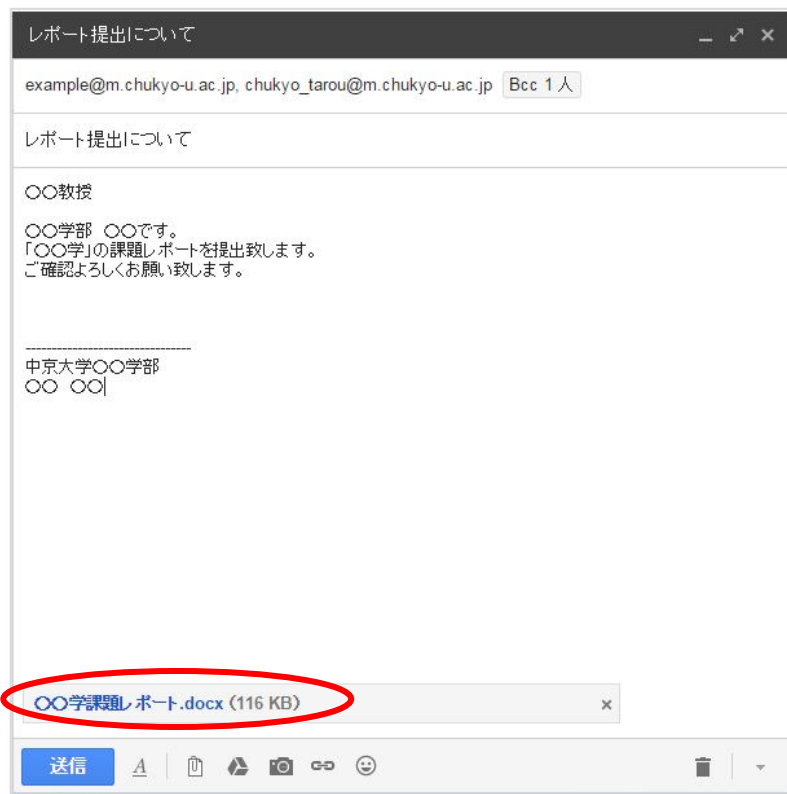 レポート提出について
example@m.chukyo-u.ac.jp, chukyo_tarou@m.chukyo-u.ac.jp Bcc 1人
レポート提出について
〇〇教授
〇〇学部 〇〇です。
「〇〇学」の課題レポートを提出致します。
ご確認よろしくお願い致します。
-------------------------------
中京大学〇〇学部
〇〇 〇〇
〇〇学課題レポート.docx (116 KB)
送信